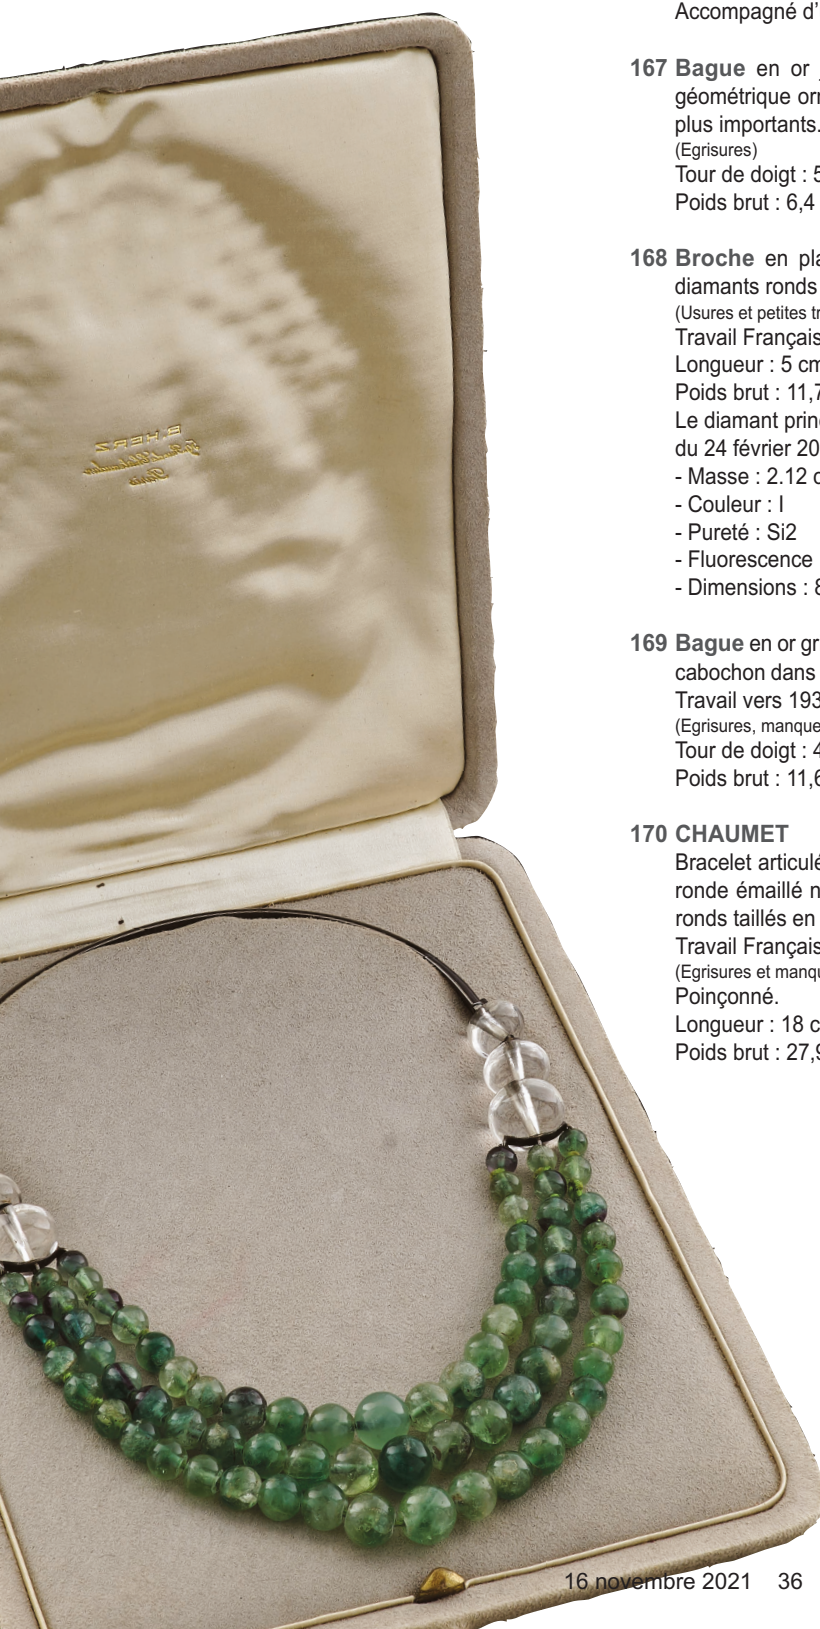 Accompagné d'
167 Bague en or
géométrique orn
plus importants.
(Egrisures)
Tour de doigt : 5
Poids brut : 6,4
168 Broche en pla
diamants ronds
(Usures et petites tr
Travail Français
Longueur : 5 cm
Poids brut : 11,7
Le diamant prin
du 24 février 20
- Masse : 2.12 c
- Couleur : I
- Pureté : Si2
- Fluorescence
- Dimensions : 8
169 Bague en or gr
cabochon dans
Travail vers 193
(Egrisures, manque
Tour de doigt : 4
Poids brut : 11,6
170 CHAUMET
Bracelet articulé
ronde émaillé n
ronds taillés en
Travail Français
(Egrisures et manqu
Poinçonné.
Longueur : 18 c
Poids brut : 27,9
B.HERZ
Paris
16 novembre 2021 36